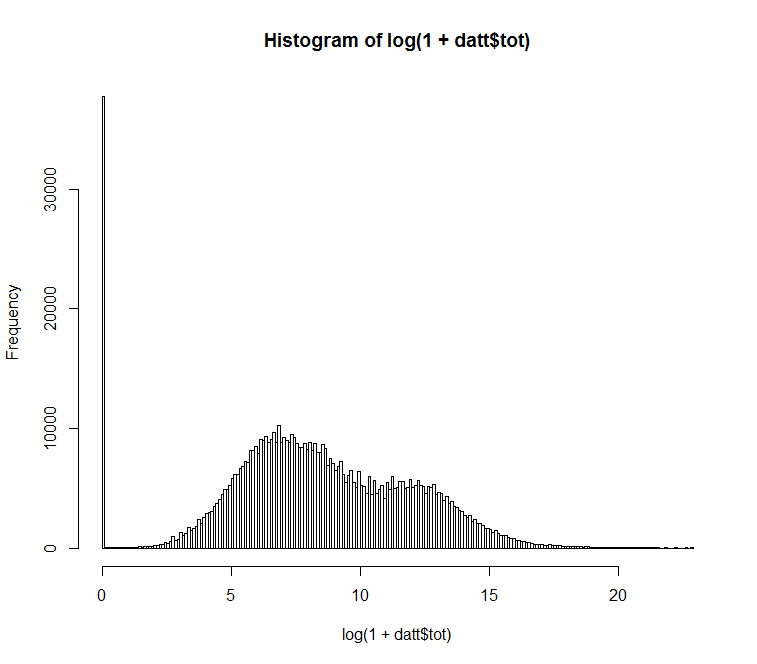 Histogram of log(1 + datt$tot)
Frequency
30000
20000
10000
0
0 5 10 15 20
log(1 + datt$tot)